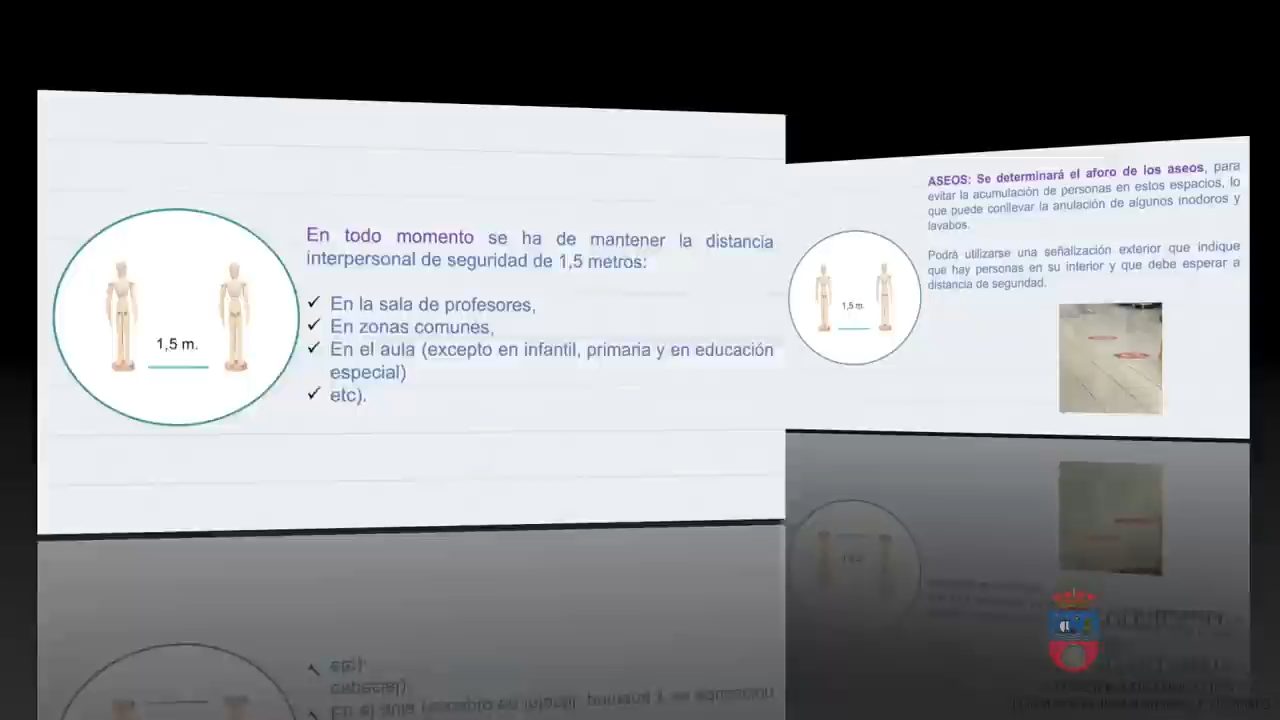 En todo momento se ha de mantener la distancia
interpersonal de seguridad de 1,5 metros:
✓ En la sala de profesores,
✓ En zonas comunes,
✓ En el aula (excepto en infantil, primaria y en educación
especial)
✓ etc).
1,5 m.
ASEOS: Se determinará el aforo de los aseos, para
evitar la acumulación de personas en estos espacios, lo
que puede conllevar la anulación de algunos inodoros y
lavabos.
Podrá utilizarse una señalización exterior que indique
que hay personas en su interior y que debe esperar a
distancia de seguridad.
1,5 m.